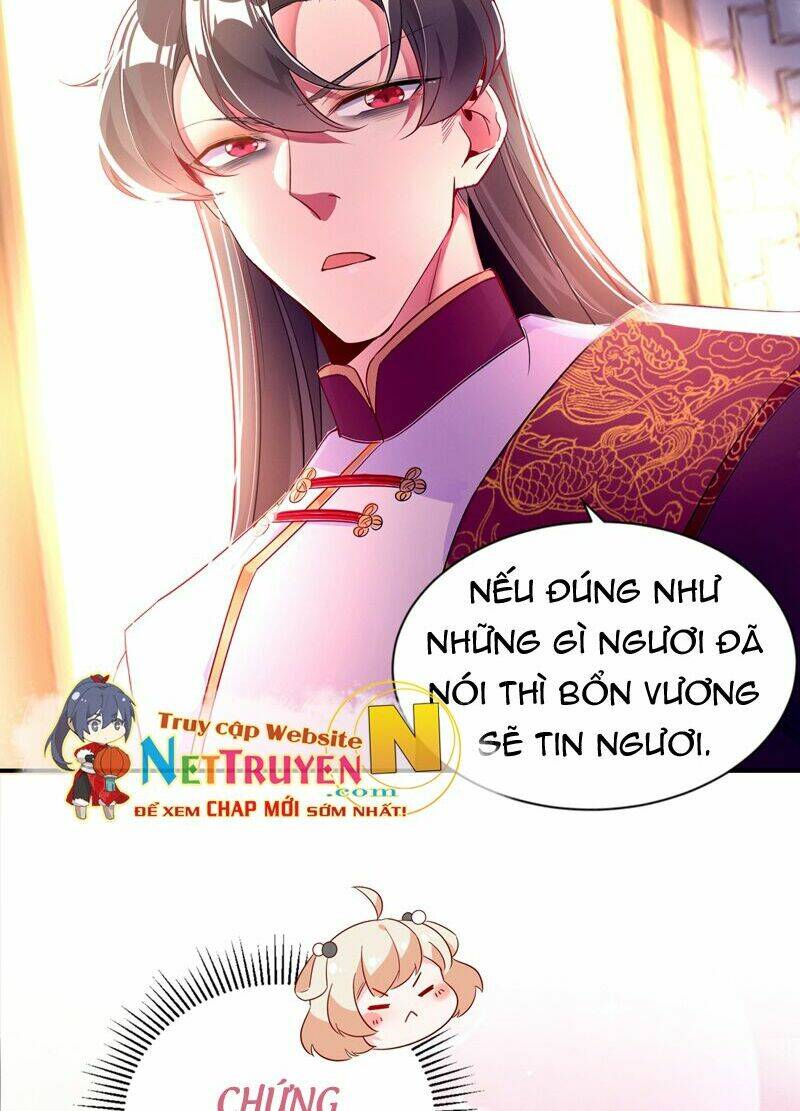 NẾU ĐÚNG NHƯ
NHỮNG GÌ NGƯƠI ĐÃ
NÓI THÌ BỔN VƯƠNG
SẼ TIN NGƯƠI.
Truy cập Website
N
NETTRUYEN
.com
ĐỂ XEM CHAP MỚI SỚM NHẤT!
CHỨNG